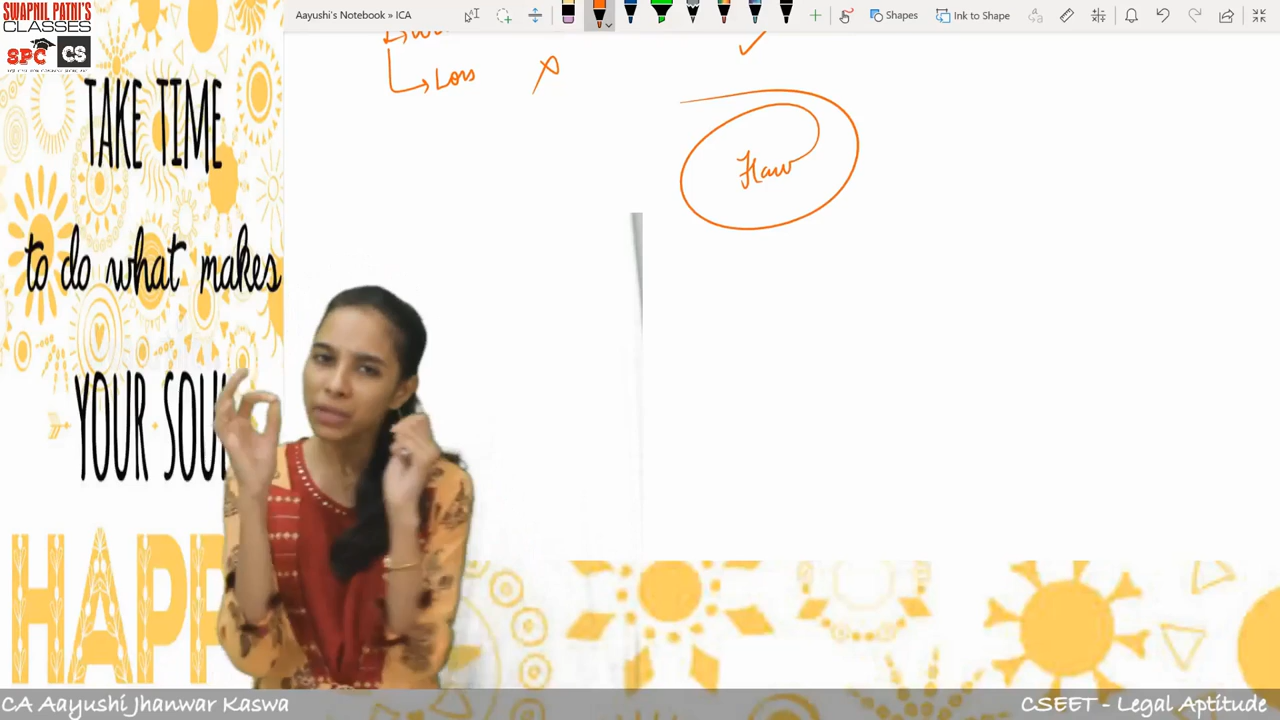 SWAPNIL PATNI'S
CLASSES
SPC CS
Aayushi's Notebook » ICA
Shapes
Ink to Shape
Loss
Flaw
TAKE TIME
to do what makes
YOUR SOUL
HAPP
CA Aayushi Jhanwar Kaswa
CSEET - Legal Aptitude